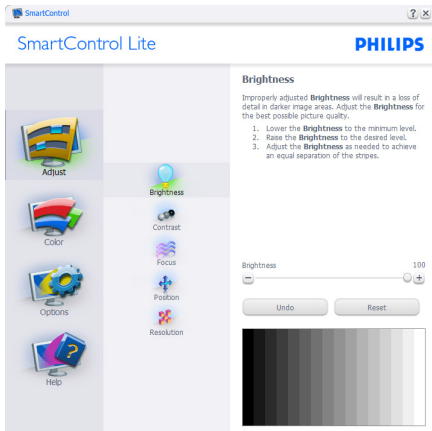 SmartControl
SmartControl Lite
PHILIPS
Adjust
Color
Options
Help
Brightness
Contrast
Focus
Position
Resolution
Brightness
Improperly adjusted Brightness will result in a loss of
detail in darker image areas. Adjust the Brightness for
the best possible picture quality.
1. Lower the Brightness to the minimum level.
2. Raise the Brightness to the desired level.
3. Adjust the Brightness as needed to achieve
an equal separation of the stripes.
Brightness 100
Undo Reset